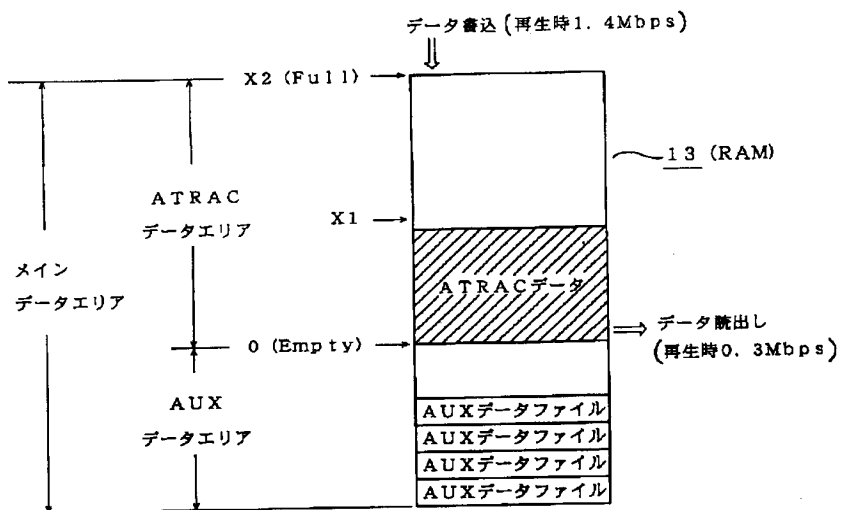 データ書込(再生時1.4Mbps)
X2(Full)
13(RAM)
ATRAC
データエリア
X1
メイン
データエリア
ATRACデータ
データ読出し
(再生時0.3Mbps)
0(Empty)
AUX
データエリア
AUXデータファイル
AUXデータファイル
AUXデータファイル
AUXデータファイル